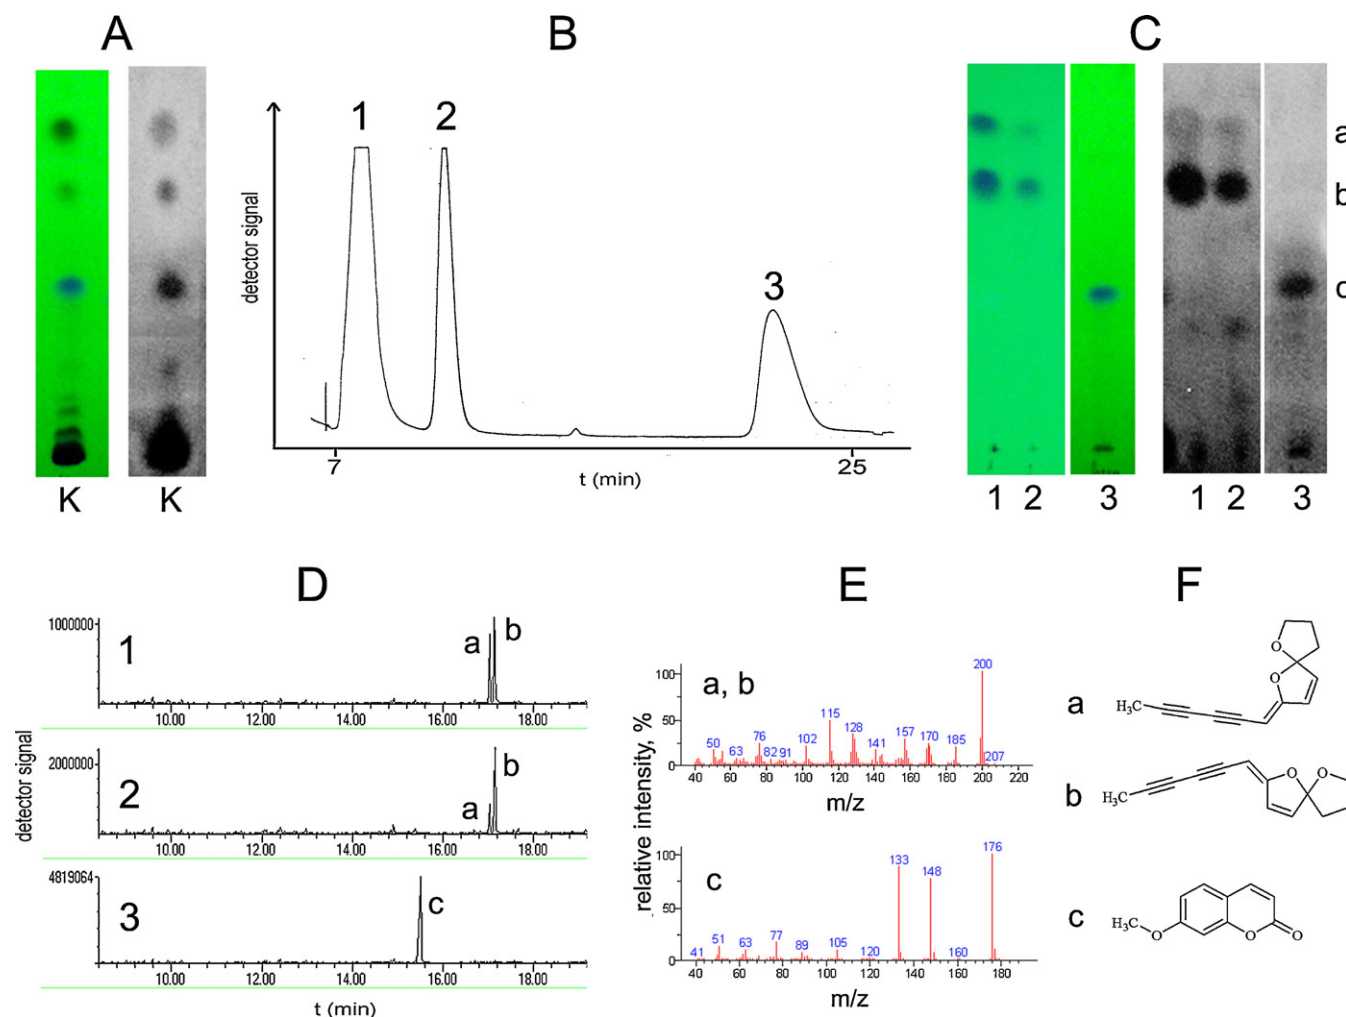 A
B
C
K
K
detector signal
1
2
3
7
25
t (min)
a
b
c
1
2
3
1
2
3
D
E
F
detector signal
1000000
1
a
b
10.00
12.00
14.00
16.00
18.00
2000000
2
a
b
10.00
12.00
14.00
16.00
18.00
4819064
3
c
10.00
12.00
14.00
16.00
18.00
t (min)
relative intensity, %
a, b
100
50
0
50
63
76
82
91
102
115
128
141
157
170
185
200
207
40
60
80
100
120
140
160
180
200
220
m/z
c
100
50
0
41
51
63
77
89
105
120
133
148
160
176
40
60
80
100
120
140
160
180
m/z
a
H₃C
O
O
b
H₃C
O
O
c
H₃C
O
O
O